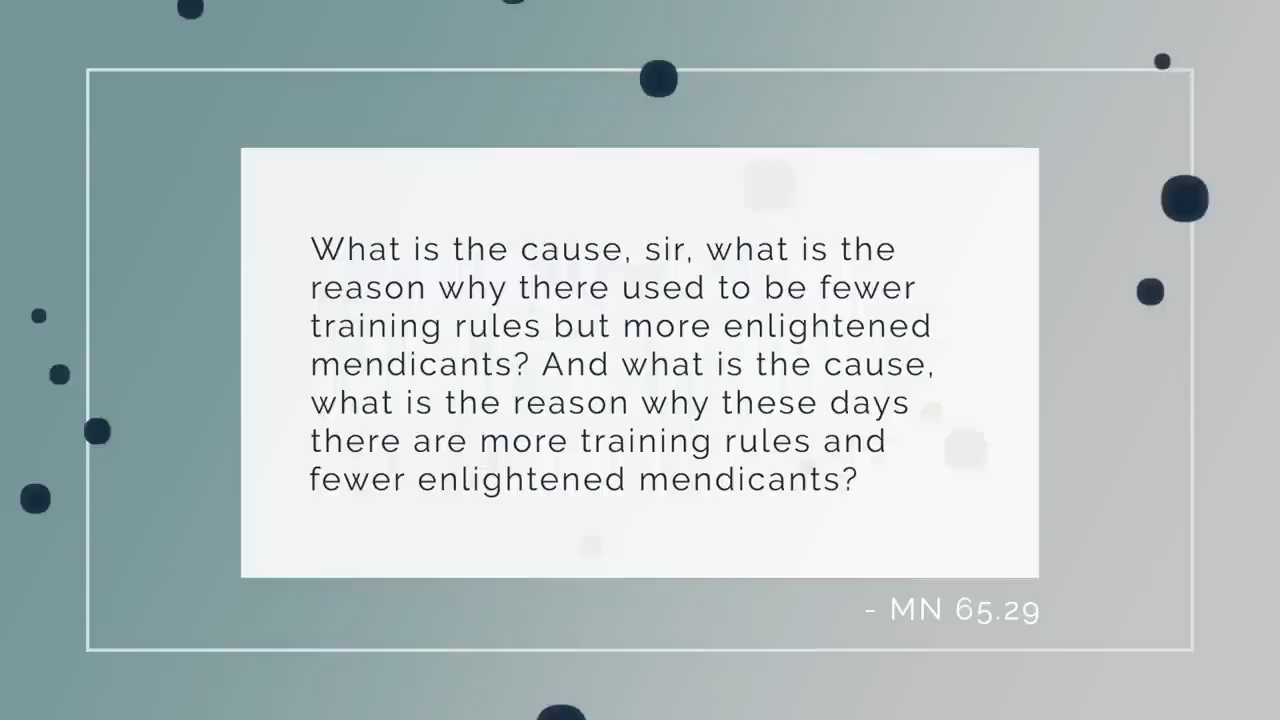 What is the cause, sir, what is the
reason why there used to be fewer
training rules but more enlightened
mendicants? And what is the cause,
what is the reason why these days
there are more training rules and
fewer enlightened mendicants?
- MN 65.29